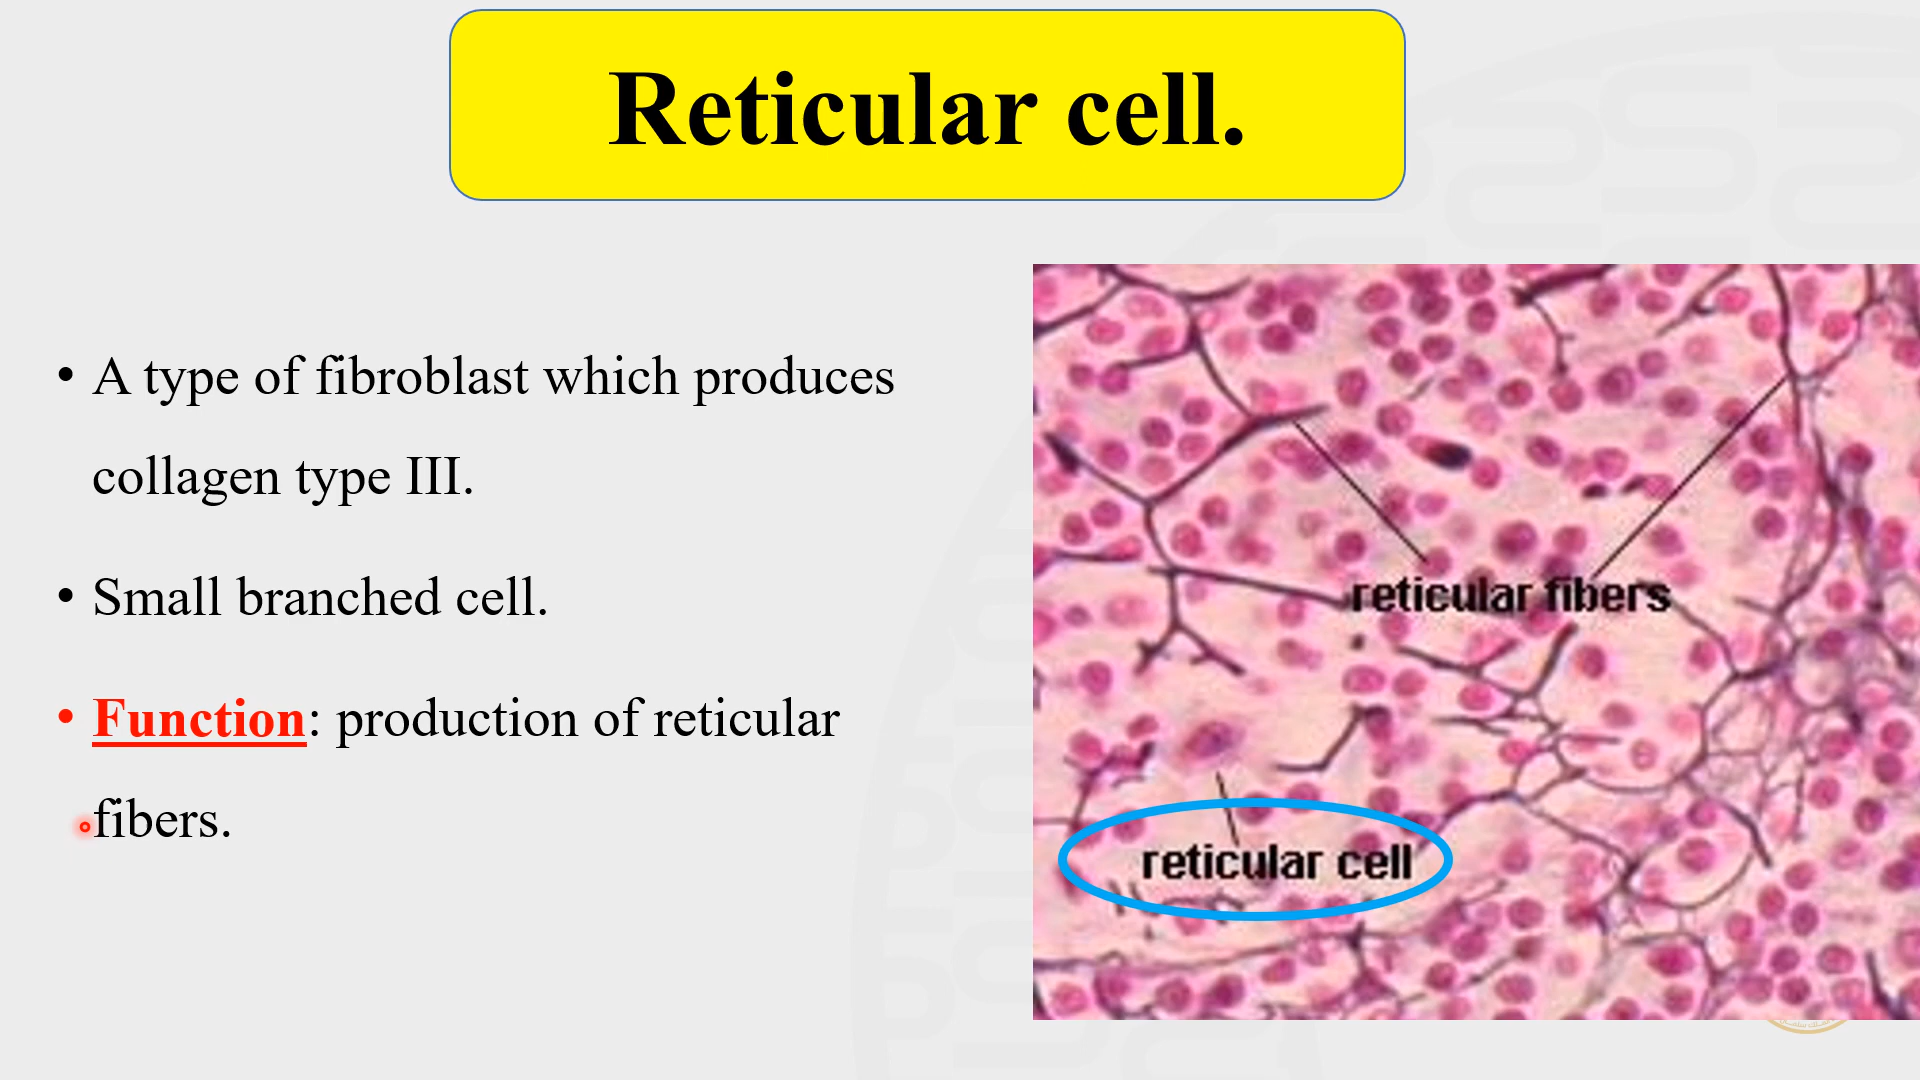 Reticular cell.
• A type of fibroblast which produces
collagen type III.
• Small branched cell.
• Function: production of reticular
fibers.
reticular fibers
reticular cell